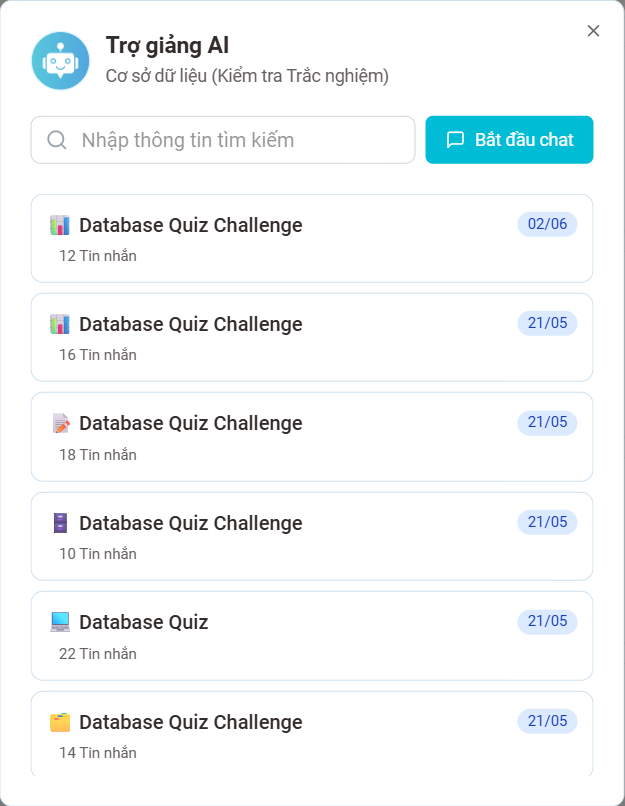 Trợ giảng AI
Cơ sở dữ liệu (Kiểm tra Trắc nghiệm)
Nhập thông tin tìm kiếm
Bắt đầu chat
Database Quiz Challenge
02/06
12 Tin nhắn
Database Quiz Challenge
21/05
16 Tin nhắn
Database Quiz Challenge
21/05
18 Tin nhắn
Database Quiz Challenge
21/05
10 Tin nhắn
Database Quiz
21/05
22 Tin nhắn
Database Quiz Challenge
21/05
14 Tin nhắn